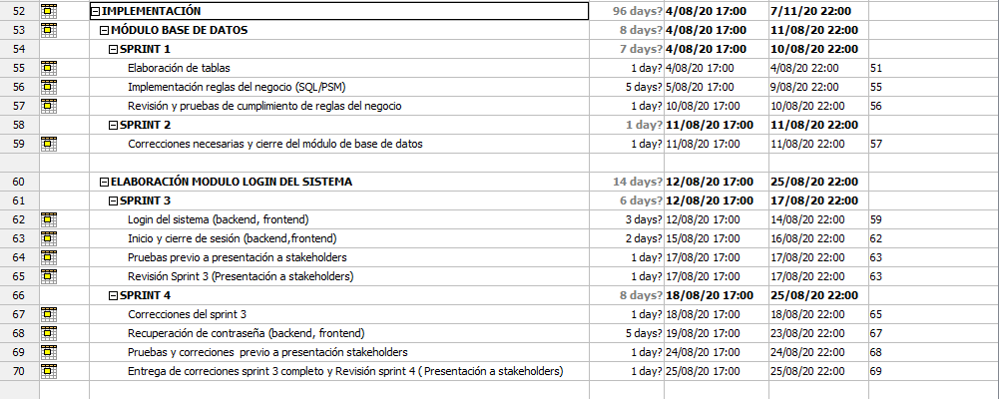 52 IMPLEMENTACIÓN 96 days? 4/08/20 17:00 7/11/20 22:00
53 MÓDULO BASE DE DATOS 8 days? 4/08/20 17:00 11/08/20 22:00
54 SPRINT 1 7 days? 4/08/20 17:00 10/08/20 22:00
55 Elaboración de tablas 1 day? 4/08/20 17:00 4/08/20 22:00 51
56 Implementación reglas del negocio (SQL/PSM) 5 days? 5/08/20 17:00 9/08/20 22:00 55
57 Revisión y pruebas de cumplimiento de reglas del negocio 1 day? 10/08/20 17:00 10/08/20 22:00 56
58 SPRINT 2 1 day? 11/08/20 17:00 11/08/20 22:00
59 Correcciones necesarias y cierre del módulo de base de datos 1 day? 11/08/20 17:00 11/08/20 22:00 57
60 ELABORACIÓN MODULO LOGIN DEL SISTEMA 14 days? 12/08/20 17:00 25/08/20 22:00
61 SPRINT 3 6 days? 12/08/20 17:00 17/08/20 22:00
62 Login del sistema (backend, frontend) 3 days? 12/08/20 17:00 14/08/20 22:00 59
63 Inicio y cierre de sesión (backend,frontend) 2 days? 15/08/20 17:00 16/08/20 22:00 62
64 Pruebas previo a presentación a stakeholders 1 day? 17/08/20 17:00 17/08/20 22:00 63
65 Revisión Sprint 3 (Presentación a stakeholders) 1 day? 17/08/20 17:00 17/08/20 22:00 63
66 SPRINT 4 8 days? 18/08/20 17:00 25/08/20 22:00
67 Correcciones del sprint 3 1 day? 18/08/20 17:00 18/08/20 22:00 65
68 Recuperación de contraseña (backend, frontend) 5 days? 19/08/20 17:00 23/08/20 22:00 67
69 Pruebas y correciones previo a presentación stakeholders 1 day? 24/08/20 17:00 24/08/20 22:00 68
70 Entrega de correciones sprint 3 completo y Revisión sprint 4 ( Presentación a stakeholders) 1 day? 25/08/20 17:00 25/08/20 22:00 69